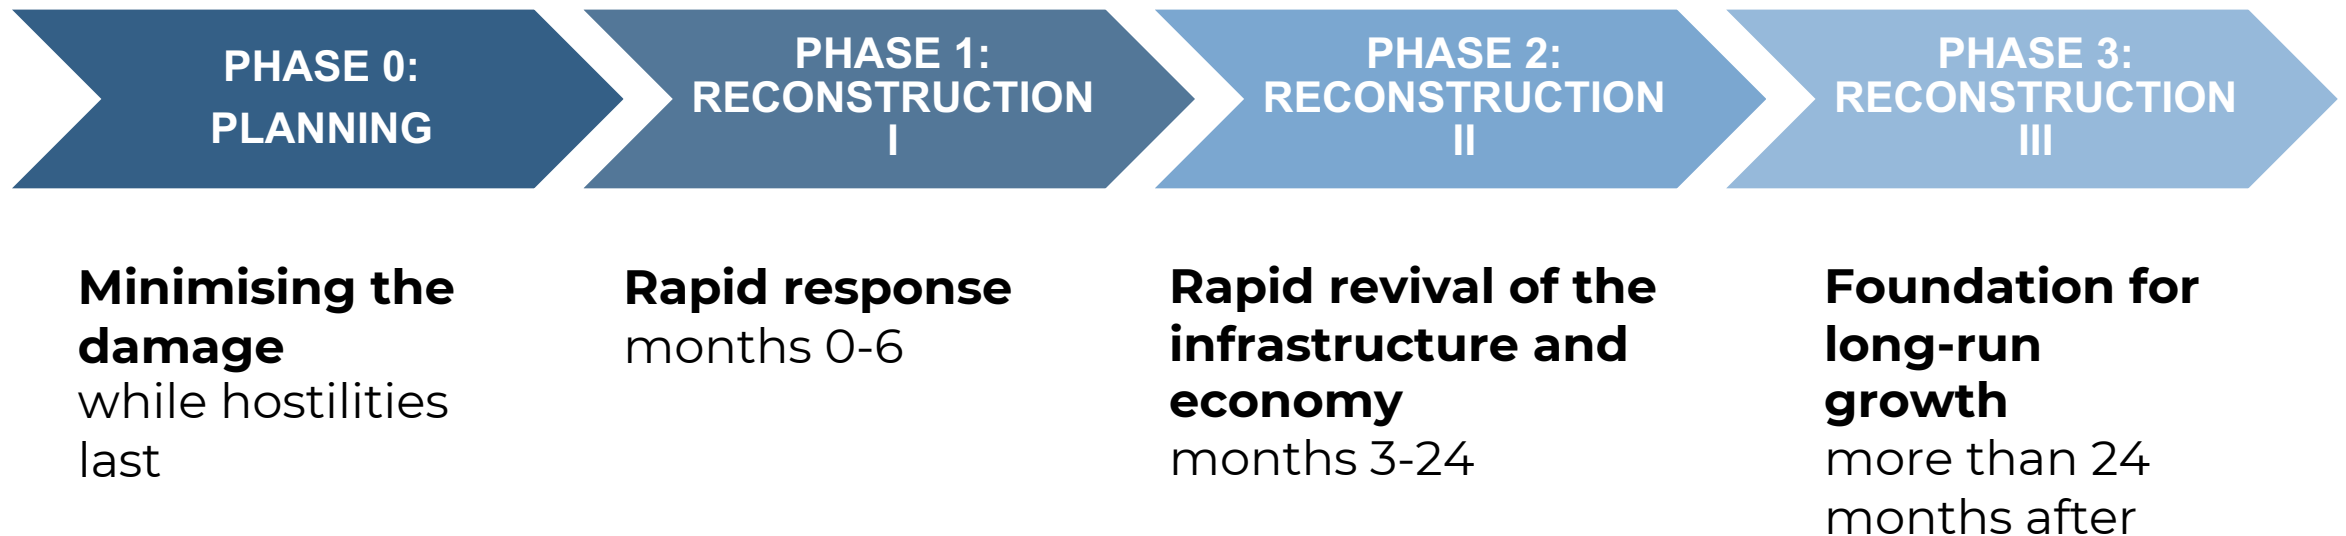 PHASE 0:
PLANNING
PHASE 1:
RECONSTRUCTION
I
PHASE 2:
RECONSTRUCTION
II
PHASE 3:
RECONSTRUCTION
III
Minimising the
damage
while hostilities
last
Rapid response
months 0-6
Rapid revival of the
infrastructure and
economy
months 3-24
Foundation for
long-run
growth
more than 24
months after